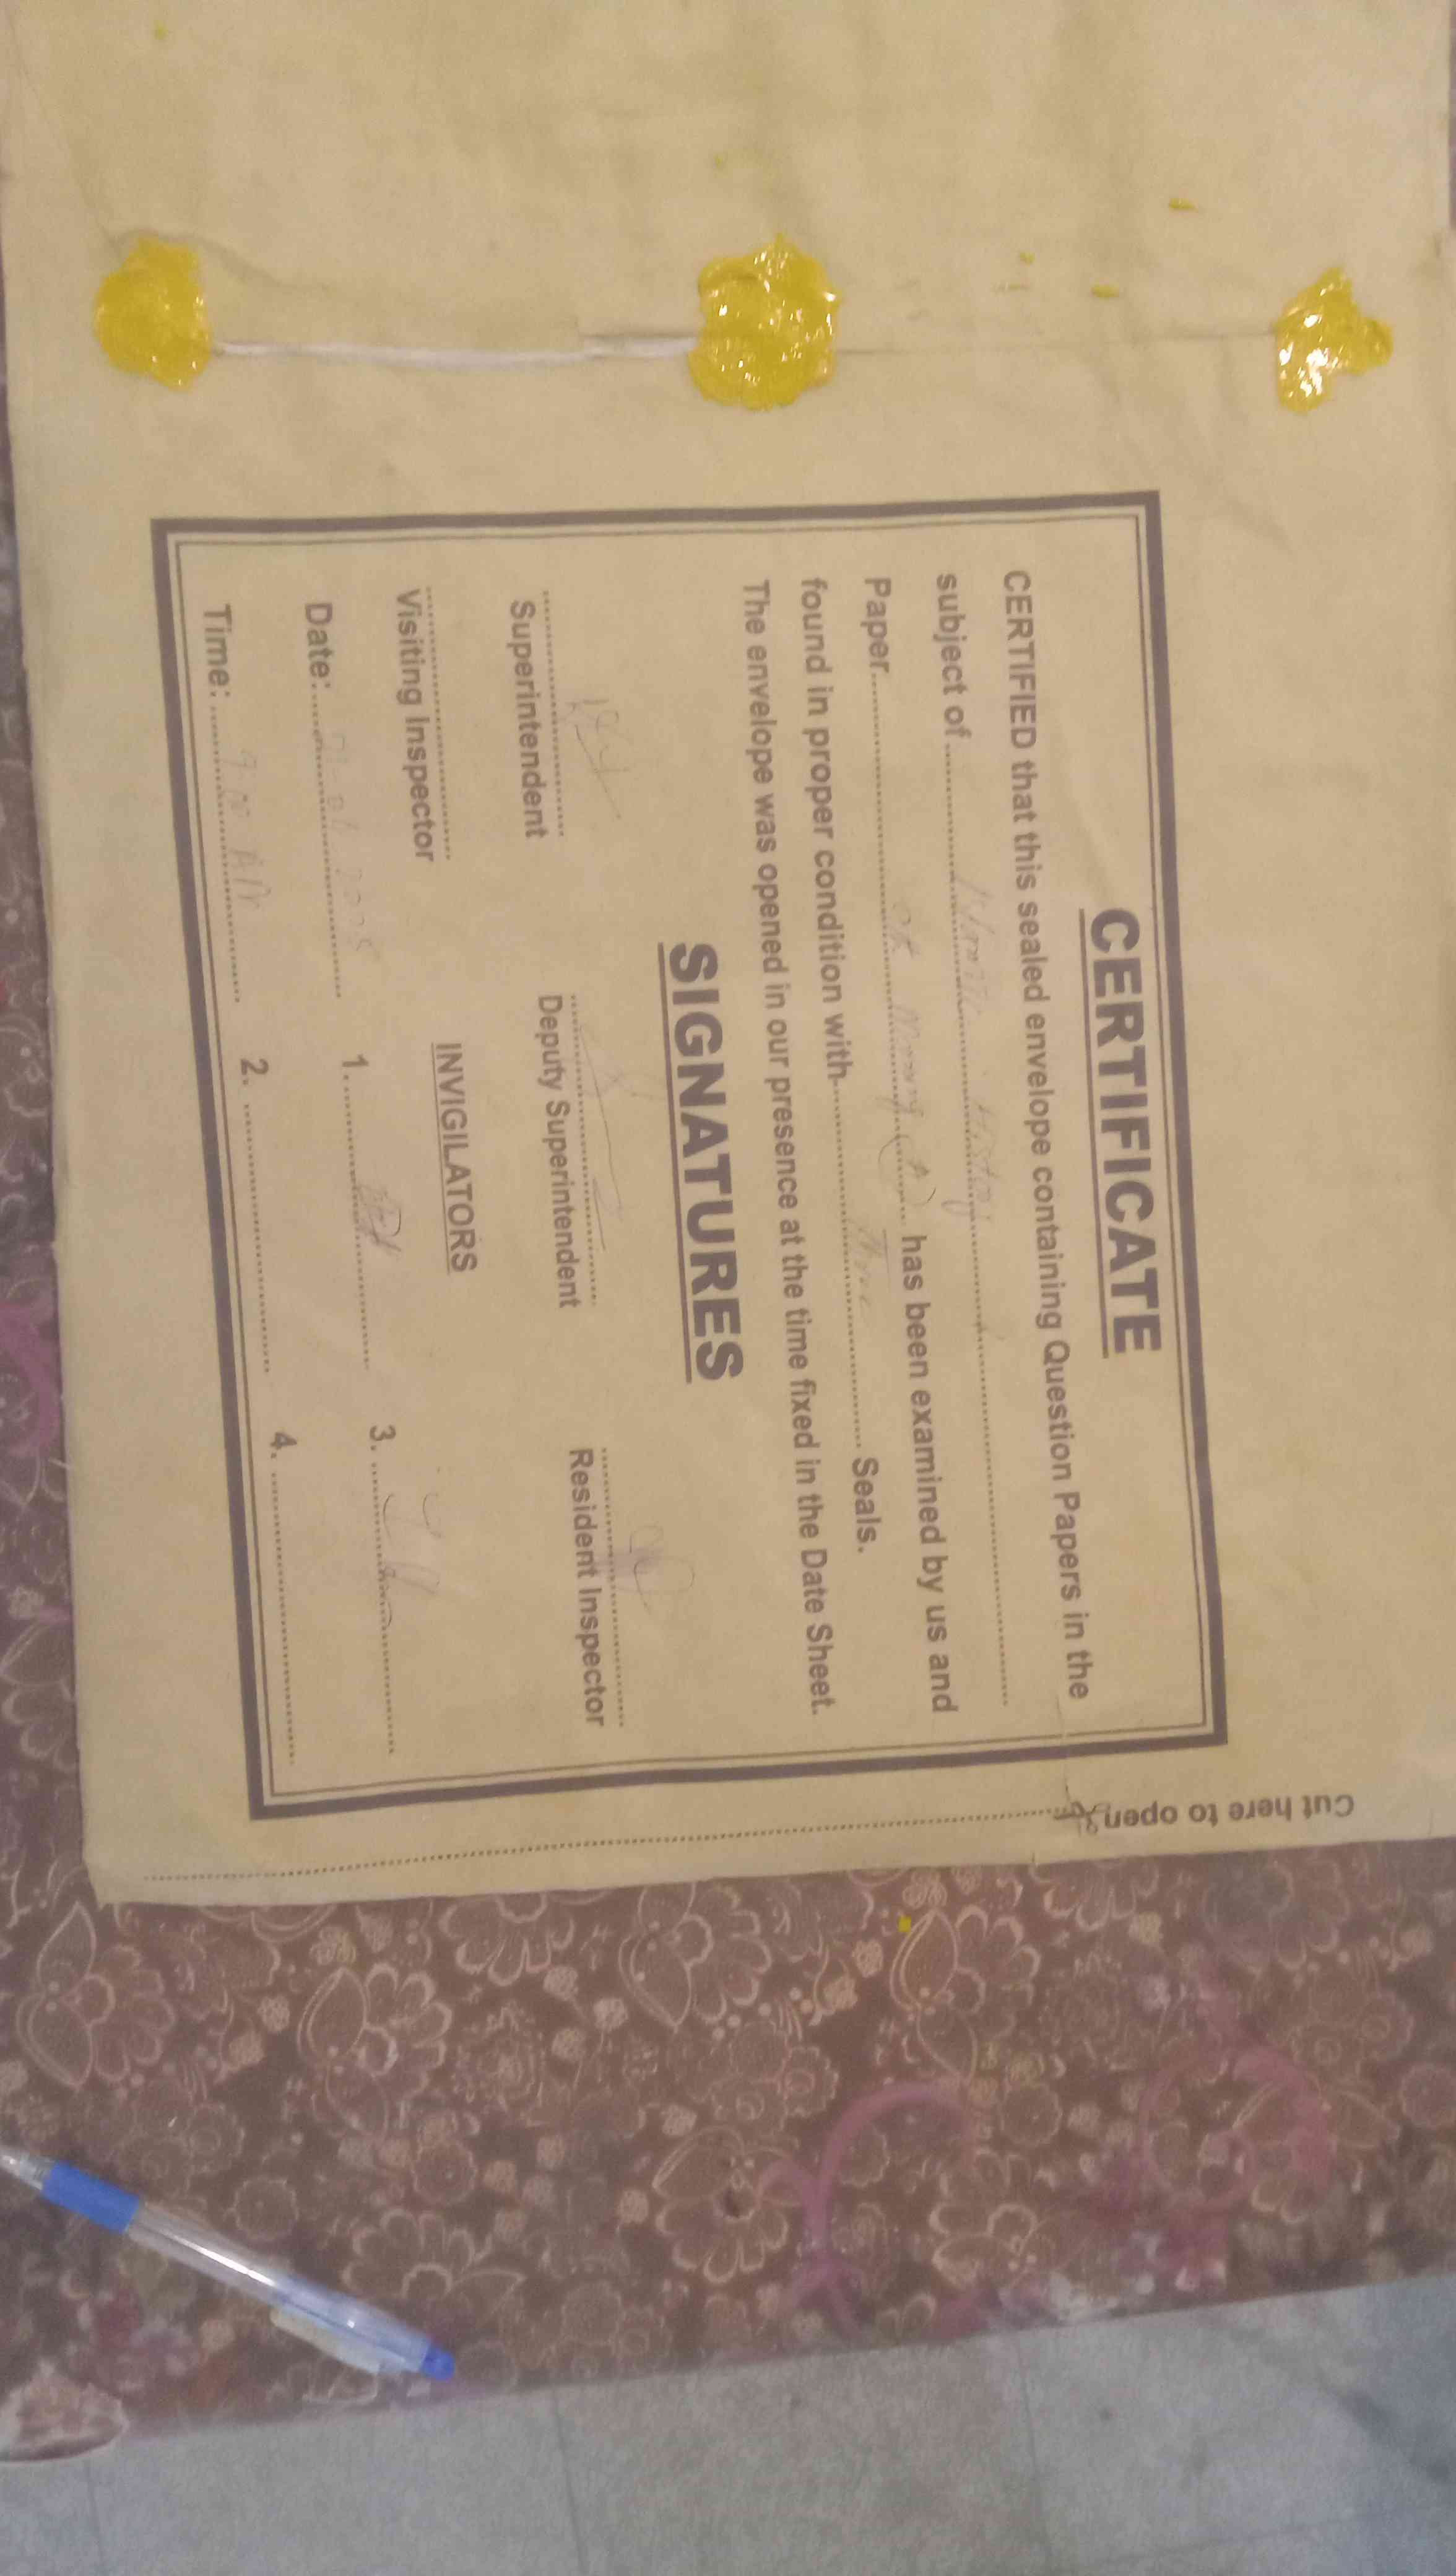 CERTIFICATE
CERTIFIED that this sealed envelope containing Question Papers in the
subject of .................... History ....................
Paper.................... Morning (A) .... has been examined by us and
found in proper condition with.................... Three .................... Seals.
The envelope was opened in our presence at the time fixed in the Date Sheet.
SIGNATURES
Superintendent
Deputy Superintendent
Resident Inspector
Visiting Inspector
INVIGILATORS
Date:
1.
3.
Time:
2.
4.
Cut here to open